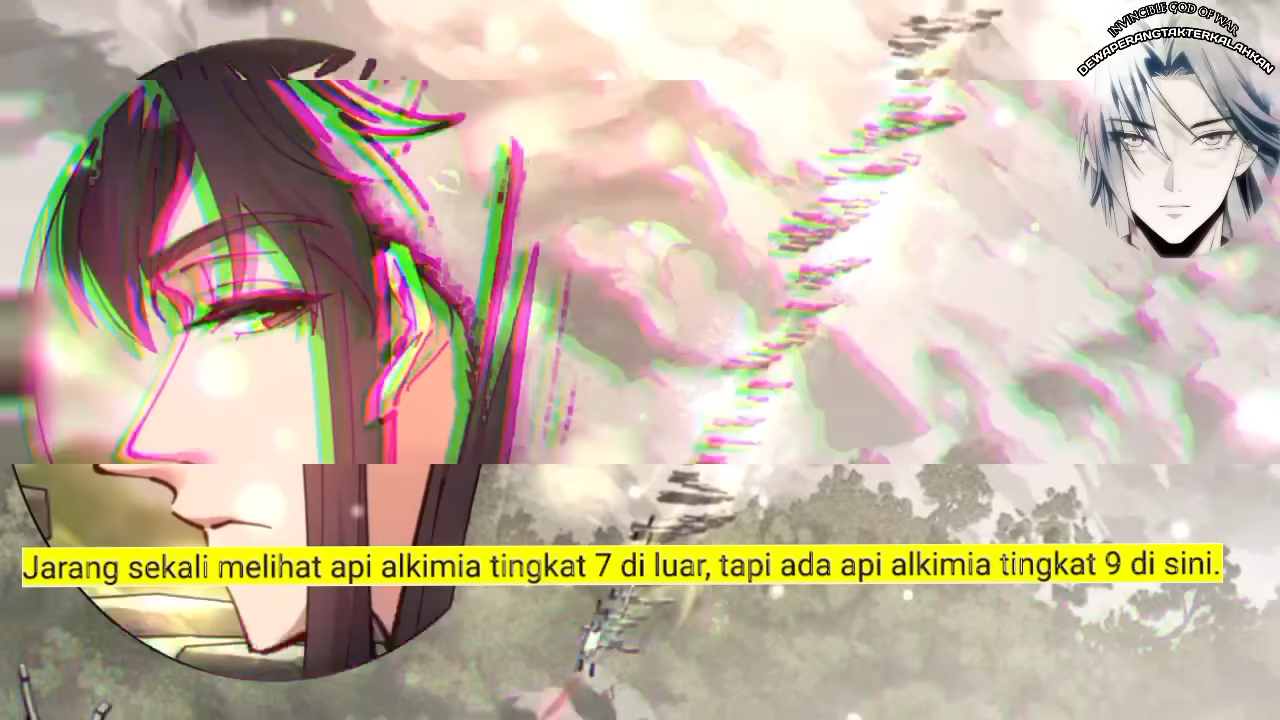 INVINCIBLE GOD OF WAR
DEWAPERANGTAKTERKALAHKAN
Jarang sekali melihat api alkimia tingkat 7 di luar, tapi ada api alkimia tingkat 9 di sini.